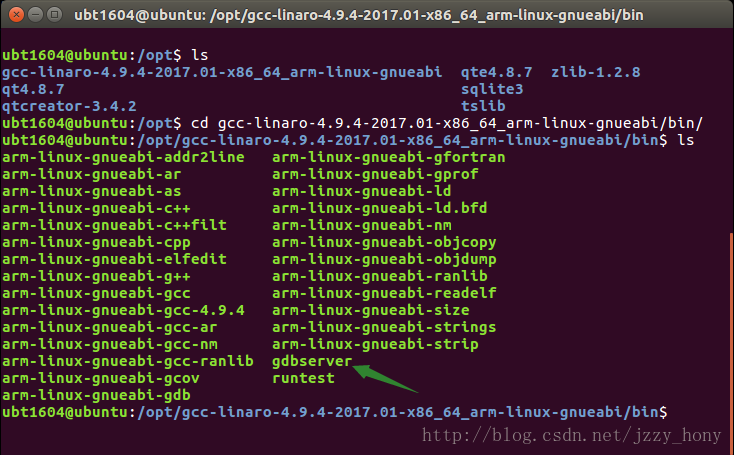 ubt1604@ubuntu: /opt/gcc-linaro-4.9.4-2017.01-x86_64_arm-linux-gnueabi/bin
ubt1604@ubuntu:/opt$ ls
gcc-linaro-4.9.4-2017.01-x86_64_arm-linux-gnueabi  qte4.8.7  zlib-1.2.8
qt4.8.7  sqlite3
qtcreator-3.4.2  tslib
ubt1604@ubuntu:/opt$ cd gcc-linaro-4.9.4-2017.01-x86_64_arm-linux-gnueabi/bin/
ubt1604@ubuntu:/opt/gcc-linaro-4.9.4-2017.01-x86_64_arm-linux-gnueabi/bin$ ls
arm-linux-gnueabi-addr2line  arm-linux-gnueabi-gfortran
arm-linux-gnueabi-ar  arm-linux-gnueabi-gprof
arm-linux-gnueabi-as  arm-linux-gnueabi-ld
arm-linux-gnueabi-c++  arm-linux-gnueabi-ld.bfd
arm-linux-gnueabi-c++filt  arm-linux-gnueabi-nm
arm-linux-gnueabi-cpp  arm-linux-gnueabi-objcopy
arm-linux-gnueabi-elfedit  arm-linux-gnueabi-objdump
arm-linux-gnueabi-g++  arm-linux-gnueabi-ranlib
arm-linux-gnueabi-gcc  arm-linux-gnueabi-readelf
arm-linux-gnueabi-gcc-4.9.4  arm-linux-gnueabi-size
arm-linux-gnueabi-gcc-ar  arm-linux-gnueabi-strings
arm-linux-gnueabi-gcc-nm  arm-linux-gnueabi-strip
arm-linux-gnueabi-gcc-ranlib  gdbserver
arm-linux-gnueabi-gcov  runtest
arm-linux-gnueabi-gdb
ubt1604@ubuntu:/opt/gcc-linaro-4.9.4-2017.01-x86_64_arm-linux-gnueabi/bin$
http://blog.csdn.net/jzzy_hony